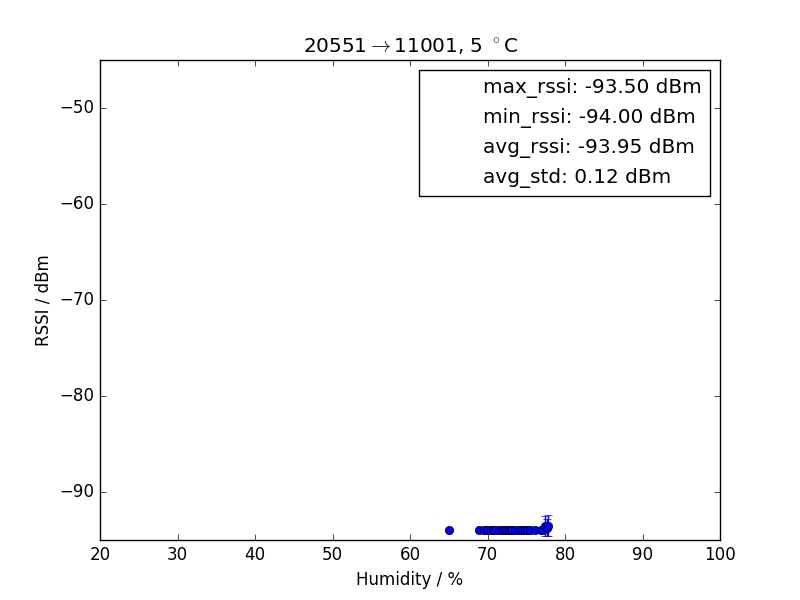 20551→11001, 5 °C
max_rssi: -93.50 dBm
min_rssi: -94.00 dBm
avg_rssi: -93.95 dBm
avg_std: 0.12 dBm
RSSI / dBm
−50
−60
−70
−80
−90
20 30 40 50 60 70 80 90 100
Humidity / %